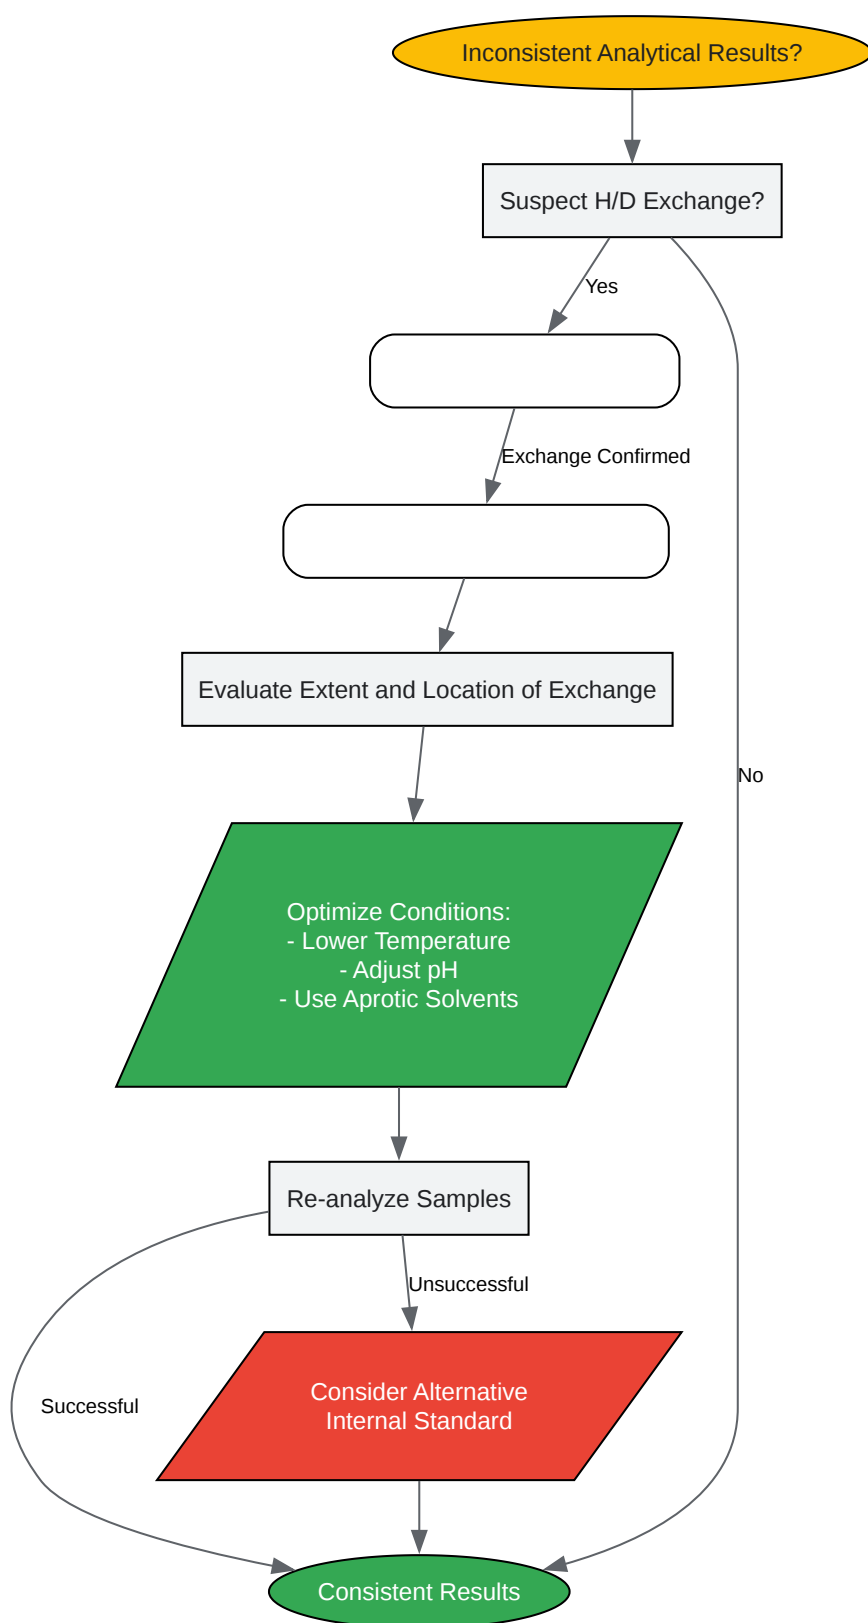 Inconsistent Analytical Results?
Suspect H/D Exchange?
Yes
Exchange Confirmed
Evaluate Extent and Location of Exchange
No
Optimize Conditions:
- Lower Temperature
- Adjust pH
- Use Aprotic Solvents
Re-analyze Samples
Unsuccessful
Consider Alternative
Internal Standard
Successful
Consistent Results